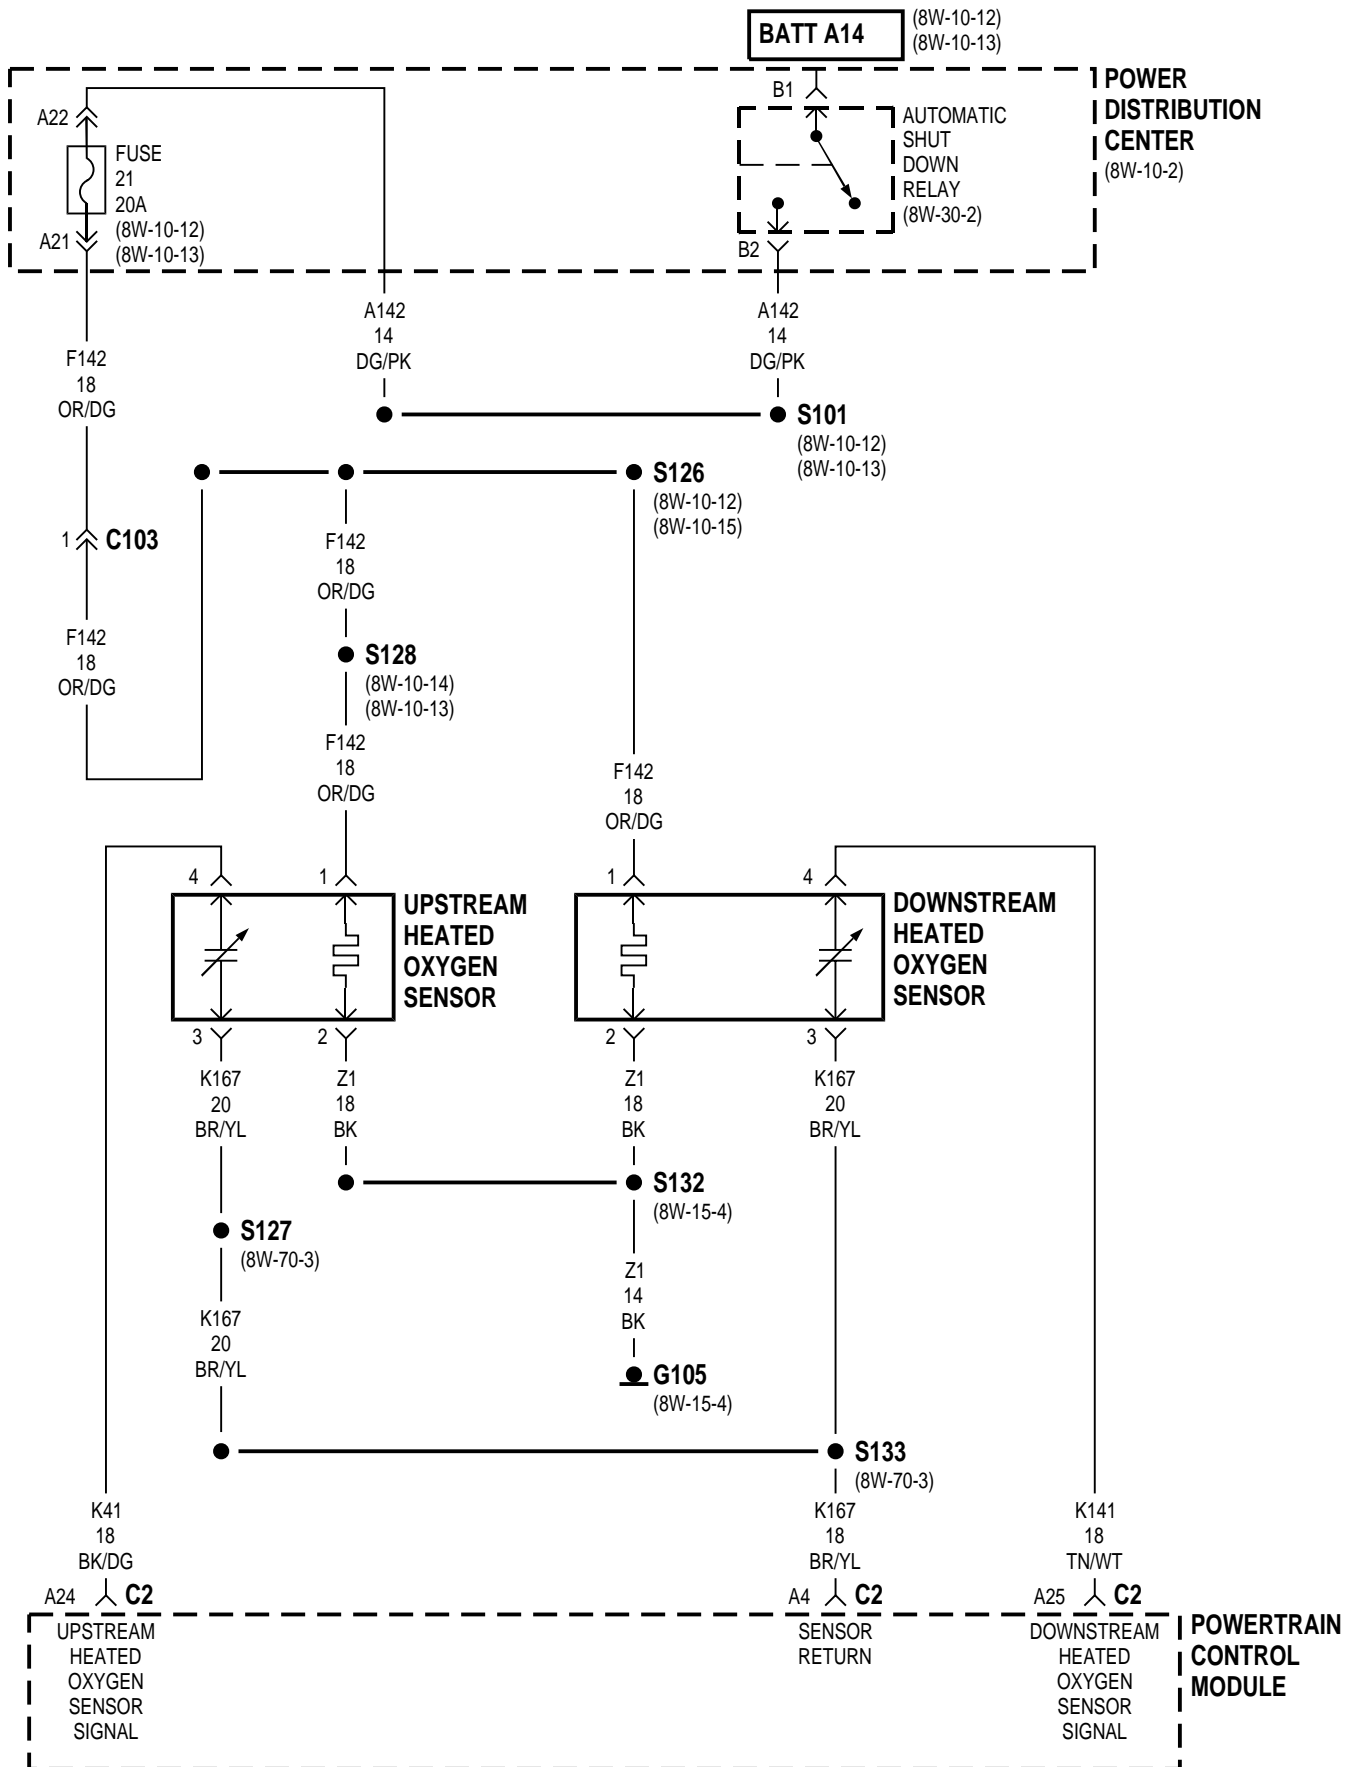 BATT A14
(8W-10-12)
(8W-10-13)
POWER
DISTRIBUTION
CENTER
(8W-10-2)
A22
FUSE
21
20A
(8W-10-12)
(8W-10-13)
A21
B1
AUTOMATIC
SHUT
DOWN
RELAY
(8W-30-2)
B2
F142
18
OR/DG
A142
14
DG/PK
A142
14
DG/PK
S101
(8W-10-12)
(8W-10-13)
S126
(8W-10-12)
(8W-10-15)
1
C103
F142
18
OR/DG
F142
18
OR/DG
S128
(8W-10-14)
(8W-10-13)
F142
18
OR/DG
F142
18
OR/DG
4
1
UPSTREAM
HEATED
OXYGEN
SENSOR
3
2
1
4
DOWNSTREAM
HEATED
OXYGEN
SENSOR
2
3
K167
20
BR/YL
Z1
18
BK
Z1
18
BK
K167
20
BR/YL
S132
(8W-15-4)
S127
(8W-70-3)
Z1
14
BK
K167
20
BR/YL
G105
(8W-15-4)
S133
(8W-70-3)
K41
18
BK/DG
K167
18
BR/YL
K141
18
TN/WT
A24
C2
A4
C2
A25
C2
UPSTREAM
HEATED
OXYGEN
SENSOR
SIGNAL
SENSOR
RETURN
DOWNSTREAM
HEATED
OXYGEN
SENSOR
SIGNAL
POWERTRAIN
CONTROL
MODULE